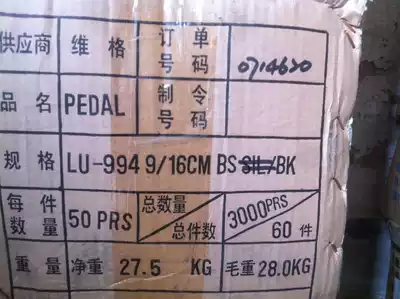 供应商 维格 订单号码 0714620
品名 PEDAL 制令号码
规格 LU-994 9/16CM BS SIL/BK
每件数量 50 PRS 总数量/总件数 3000PRS/60件
重量 净重 27.5 KG 毛重 28.0KG